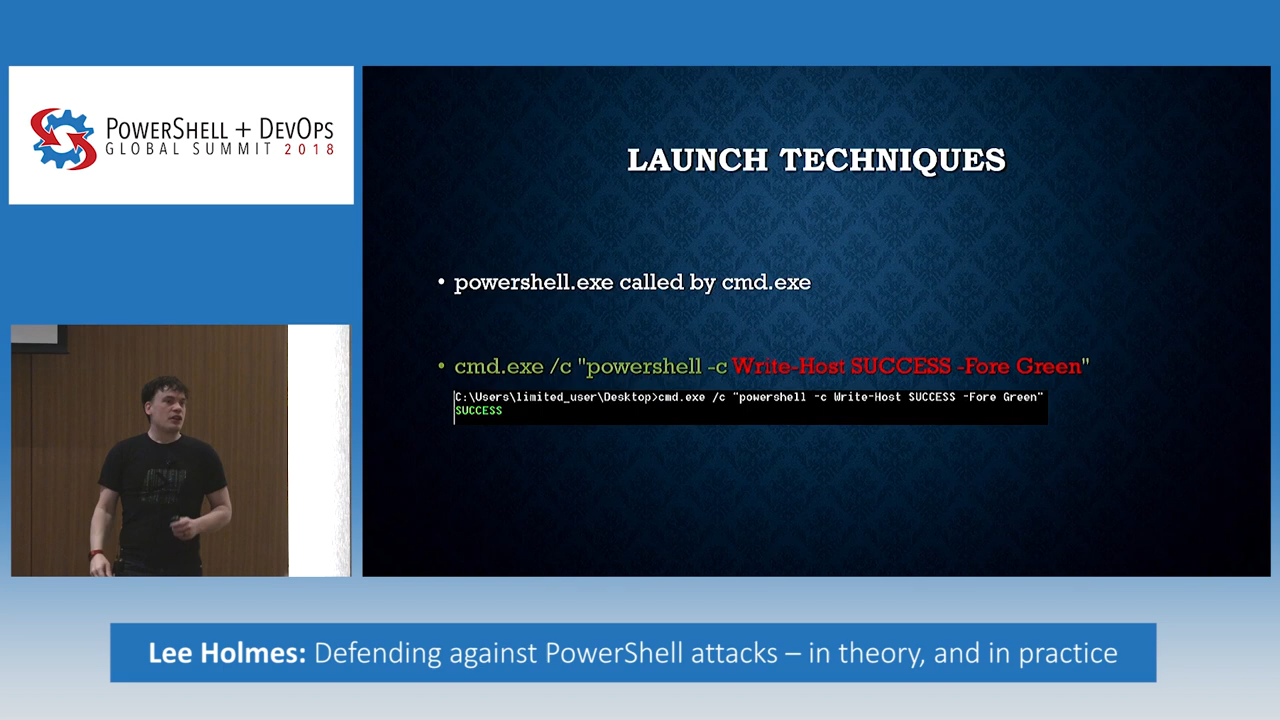 POWERSHELL + DEVOPS
GLOBAL SUMMIT 2018
LAUNCH TECHNIQUES
• powershell.exe called by cmd.exe
• cmd.exe /c "powershell -c Write-Host SUCCESS -Fore Green"
C:\Users\limited_user\Desktop>cmd.exe /c "powershell -c Write-Host SUCCESS -Fore Green"
SUCCESS
Lee Holmes: Defending against PowerShell attacks – in theory, and in practice